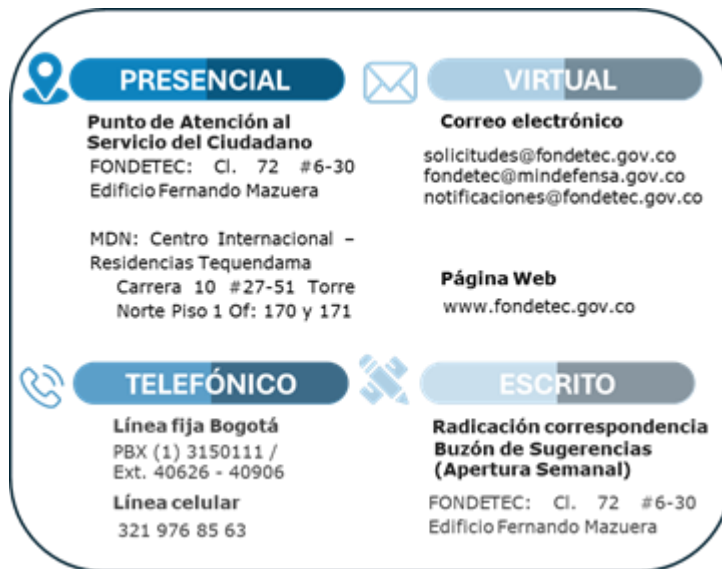 PRESENCIAL
Punto de Atención al
Servicio del Ciudadano
FONDETEC: Cl. 72 #6-30
Edificio Fernando Mazuera
MDN: Centro Internacional –
Residencias Tequendama
Carrera 10 #27-51 Torre
Norte Piso 1 Of: 170 y 171
VIRTUAL
Correo electrónico
solicitudes@fondetec.gov.co
fondetec@mindefensa.gov.co
notificaciones@fondetec.gov.co
Página Web
www.fondetec.gov.co
TELEFÓNICO
Línea fija Bogotá
PBX (1) 3150111 /
Ext. 40626 - 40906
Línea celular
321 976 85 63
ESCRITO
Radicación correspondencia
Buzón de Sugerencias
(Apertura Semanal)
FONDETEC: Cl. 72 #6-30
Edificio Fernando Mazuera